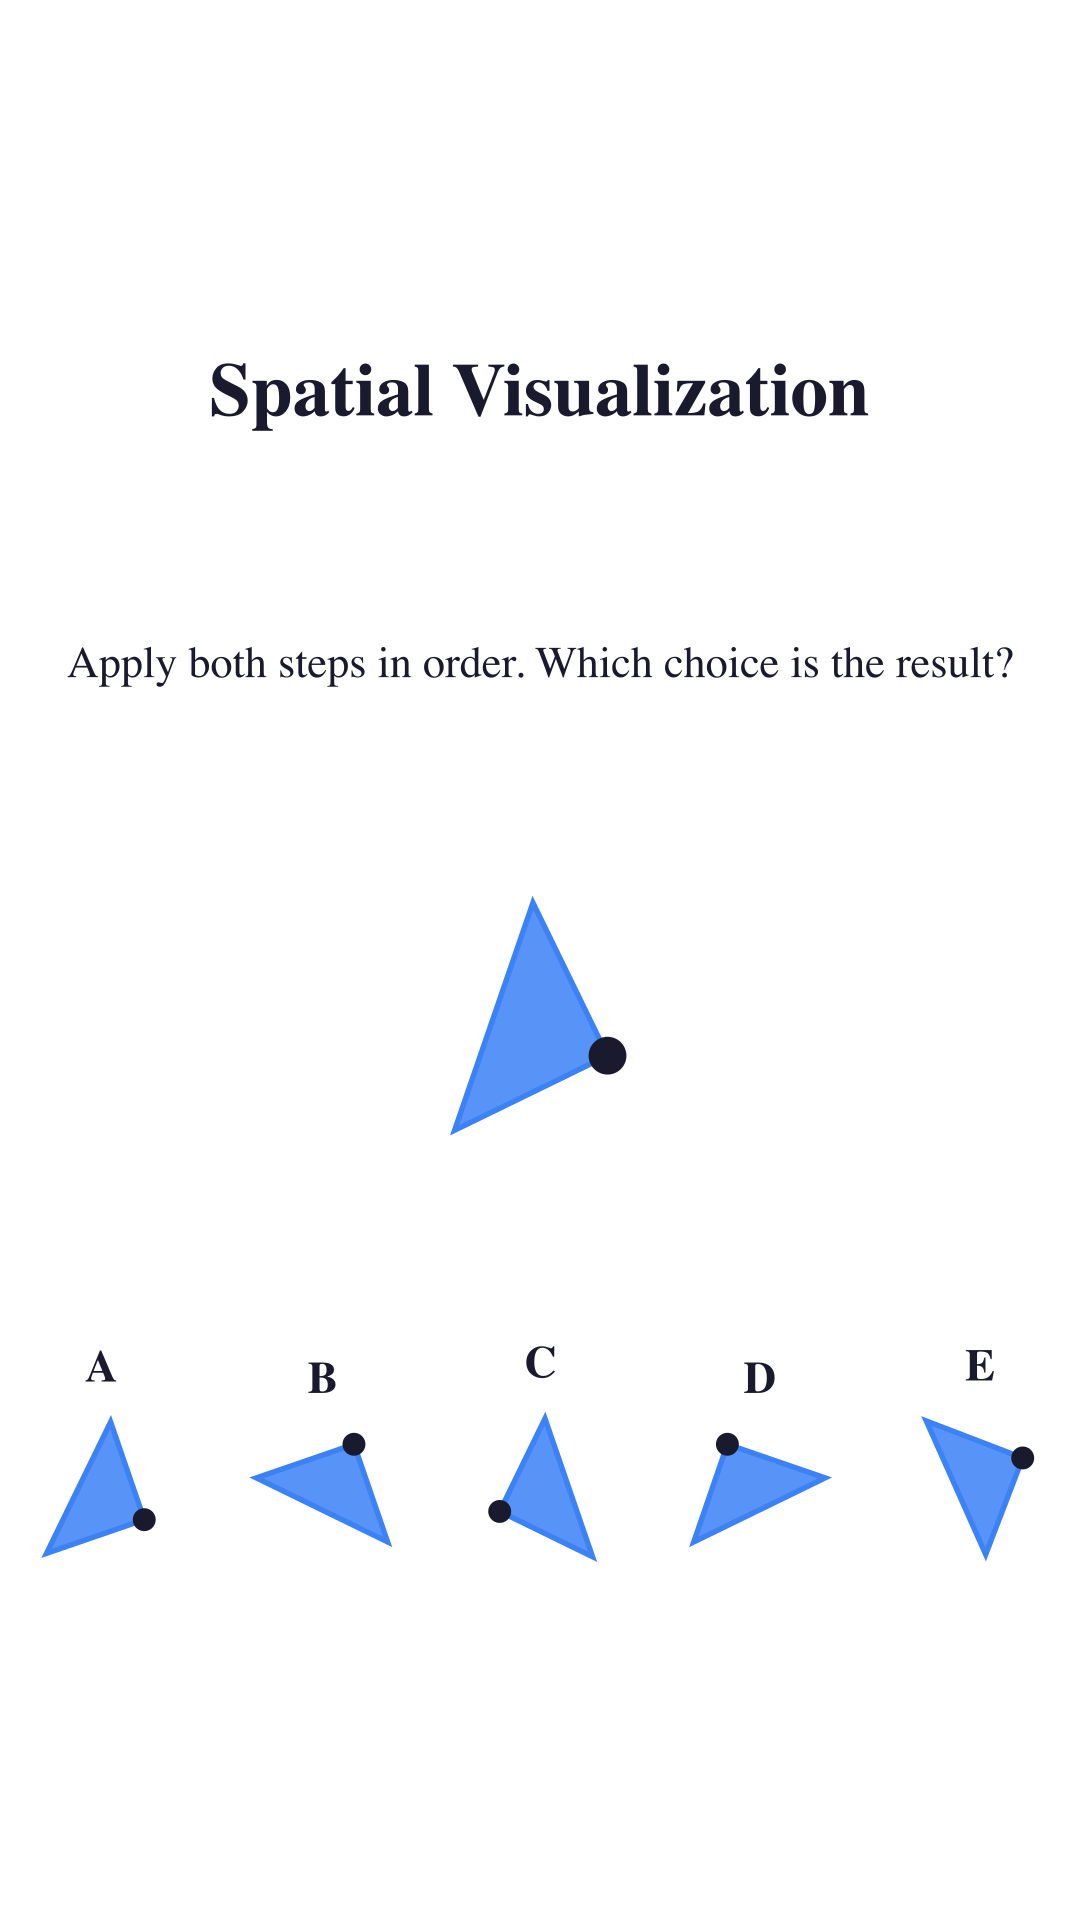 Spatial Visualization
Apply both steps in order. Which choice is the result?
A
B
C
D
E